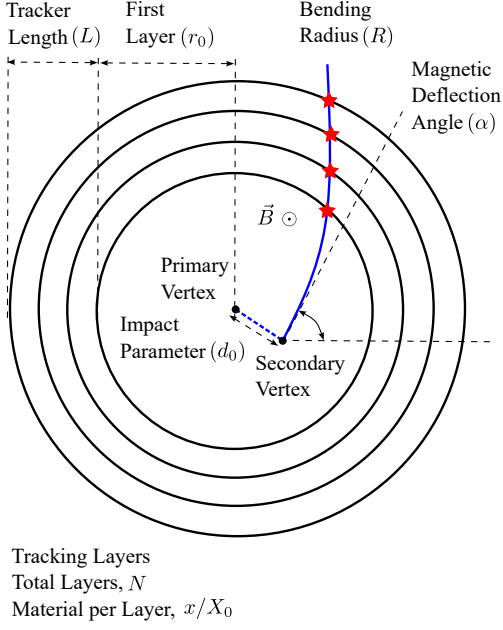 Tracker
Length (L)
First
Layer (r₀)
Bending
Radius (R)
Magnetic
Deflection
Angle (α)
B⃗ ⊙
Primary
Vertex
Impact
Parameter (d₀)
Secondary
Vertex
Tracking Layers
Total Layers, N
Material per Layer, x/X₀